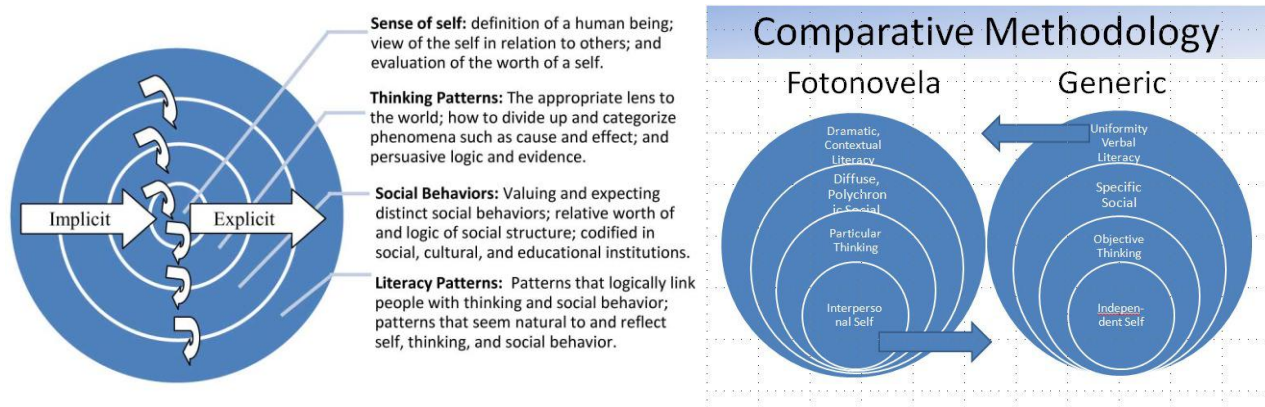 Sense of self: definition of a human being;
view of the self in relation to others; and
evaluation of the worth of a self.
Thinking Patterns: The appropriate lens to
the world; how to divide up and categorize
phenomena such as cause and effect; and
persuasive logic and evidence.
Social Behaviors: Valuing and expecting
distinct social behaviors; relative worth of
and logic of social structure; codified in
social, cultural, and educational institutions.
Literacy Patterns: Patterns that logically link
people with thinking and social behavior;
patterns that seem natural to and reflect
self, thinking, and social behavior.
Implicit
Explicit
Comparative Methodology
Fotonovela
Dramatic,
Contextual
Literacy
Diffuse,
Polychron
ic Social
Particular
Thinking
Interperso
nal Self
Generic
Uniformity
Verbal
Literacy
Specific
Social
Objective
Thinking
Indepen-
dent Self